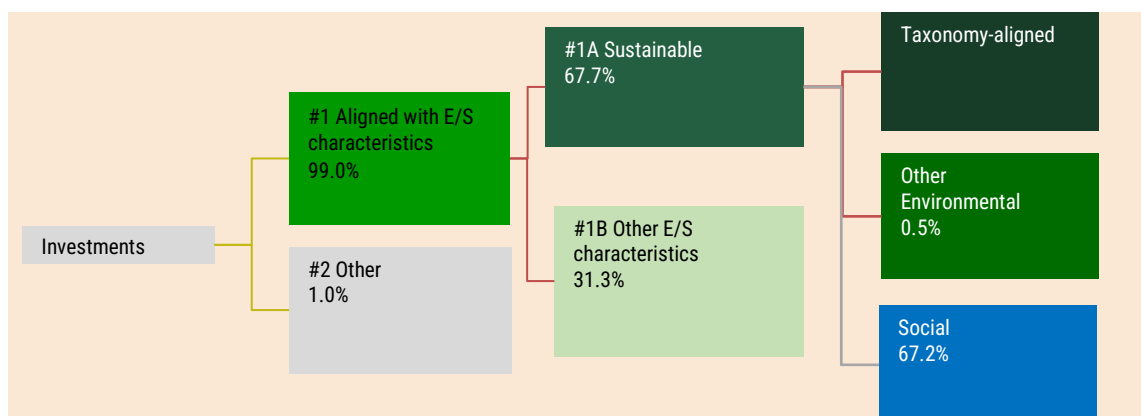 Investments
#1 Aligned with E/S
characteristics
99.0%
#2 Other
1.0%
#1A Sustainable
67.7%
#1B Other E/S
characteristics
31.3%
Taxonomy-aligned
Other
Environmental
0.5%
Social
67.2%